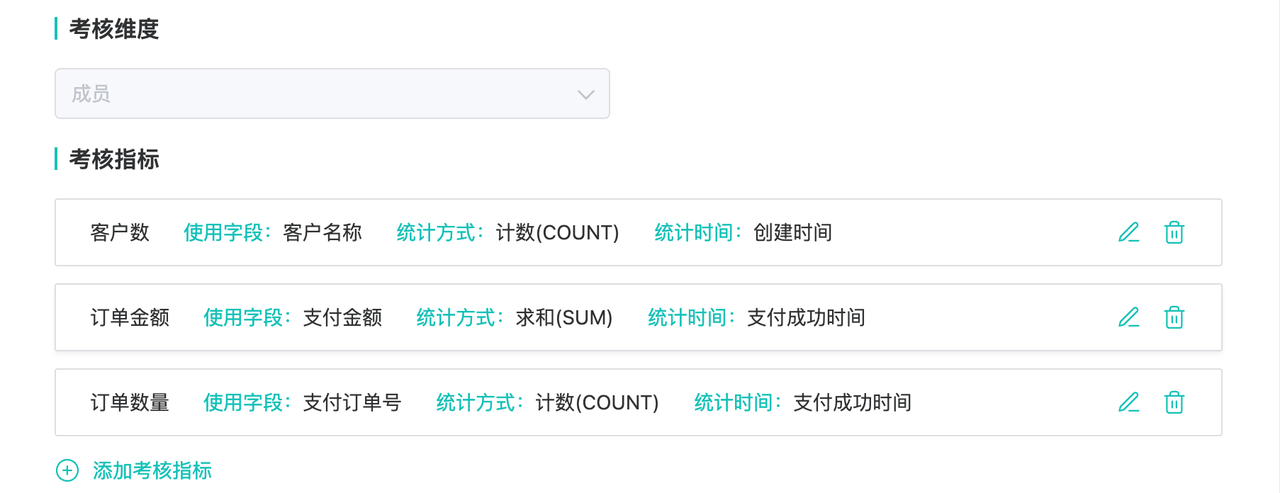 考核维度
成员
考核指标
客户数 使用字段：客户名称 统计方式：计数(COUNT) 统计时间：创建时间
订单金额 使用字段：支付金额 统计方式：求和(SUM) 统计时间：支付成功时间
订单数量 使用字段：支付订单号 统计方式：计数(COUNT) 统计时间：支付成功时间
添加考核指标